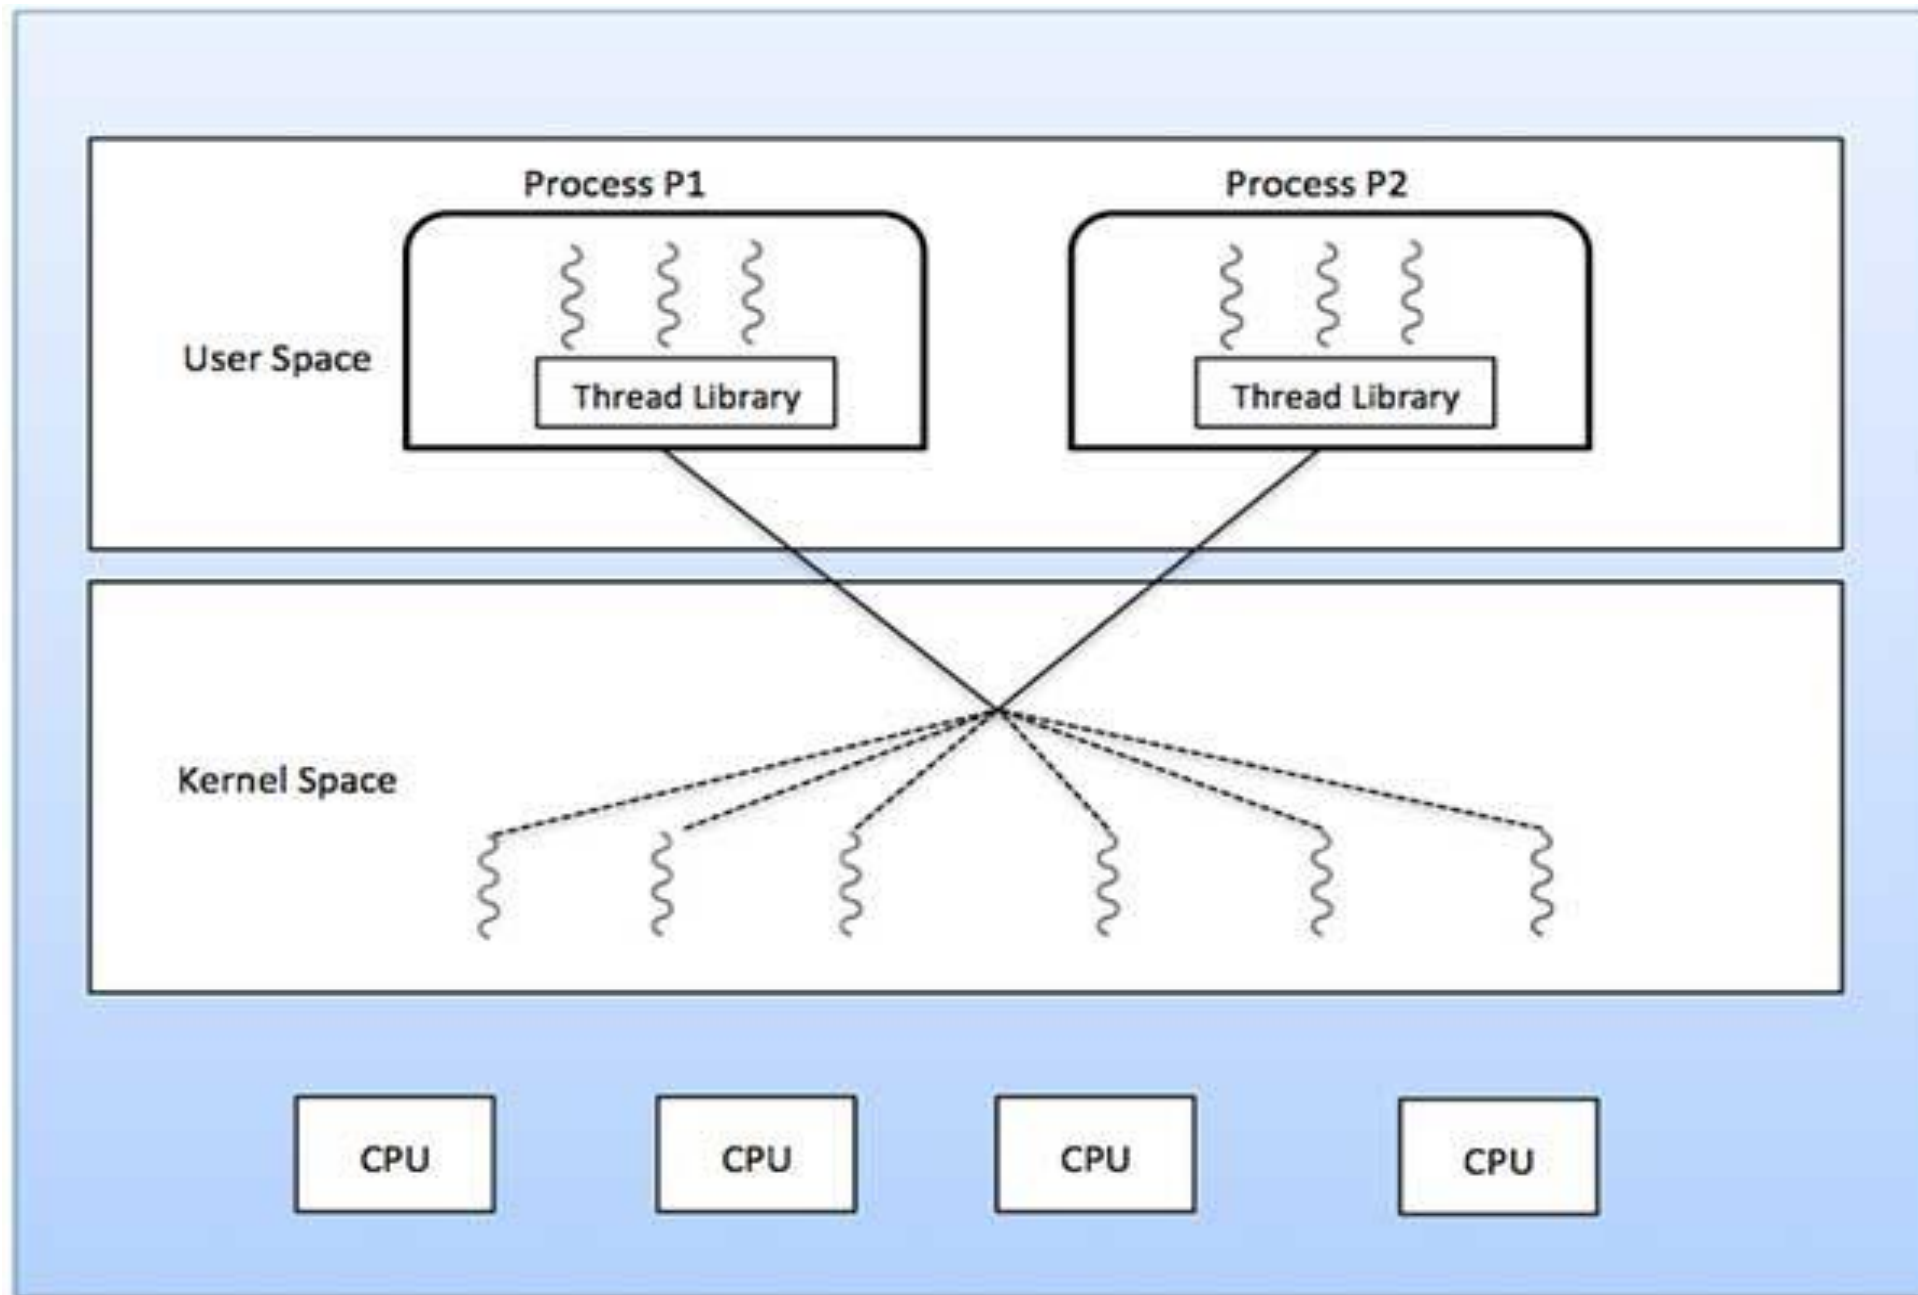 Process P1
Process P2
User Space
Thread Library
Thread Library
Kernel Space
CPU
CPU
CPU
CPU